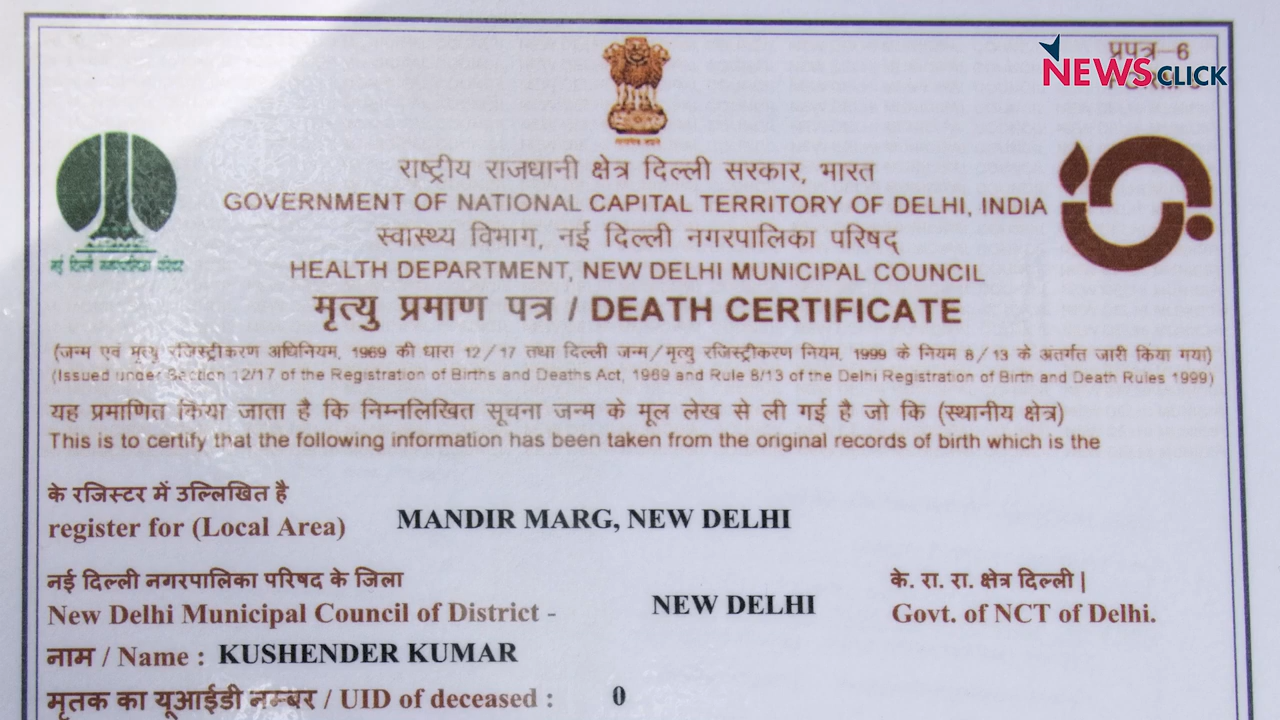 NEWSCLICK
प्रपत्र-6
राष्ट्रीय राजधानी क्षेत्र दिल्ली सरकार, भारत
GOVERNMENT OF NATIONAL CAPITAL TERRITORY OF DELHI, INDIA
स्वास्थ्य विभाग, नई दिल्ली नगरपालिका परिषद्
HEALTH DEPARTMENT, NEW DELHI MUNICIPAL COUNCIL
नई दिल्ली नगरपालिका परिषद
मृत्यु प्रमाण पत्र / DEATH CERTIFICATE
(जन्म एवं मृत्यु रजिस्ट्रीकरण अधिनियम, 1969 की धारा 12/17 तथा दिल्ली जन्म/मृत्यु रजिस्ट्रीकरण नियम, 1999 के नियम 8/13 के अंतर्गत जारी किया गया)
(Issued under Section 12/17 of the Registration of Births and Deaths Act, 1969 and Rule 8/13 of the Delhi Registration of Birth and Death Rules 1999)
यह प्रमाणित किया जाता है कि निम्नलिखित सूचना जन्म के मूल लेख से ली गई है जो कि (स्थानीय क्षेत्र)
This is to certify that the following information has been taken from the original records of birth which is the
के रजिस्टर में उल्लिखित है
register for (Local Area) MANDIR MARG, NEW DELHI
नई दिल्ली नगरपालिका परिषद के जिला के. रा. रा. क्षेत्र दिल्ली |
New Delhi Municipal Council of District - NEW DELHI Govt. of NCT of Delhi.
नाम / Name : KUSHENDER KUMAR
मृतक का यूआईडी नम्बर / UID of deceased : 0